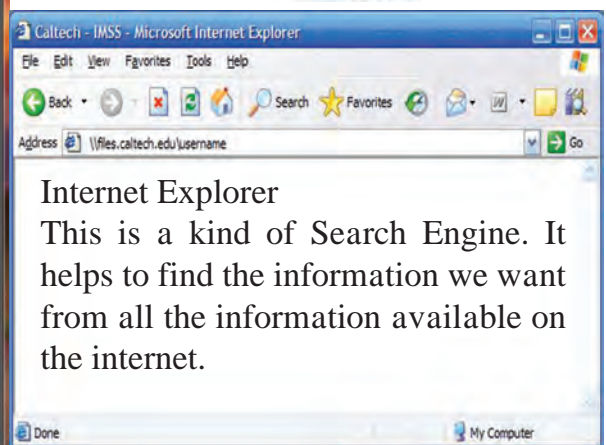 Caltech - IMSS - Microsoft Internet Explorer
File Edit View Favorites Tools Help
Back Search Favorites
Address \\files.caltech.edu\username Go
Internet Explorer
This is a kind of Search Engine. It
helps to find the information we want
from all the information available on
the internet.
Done My Computer